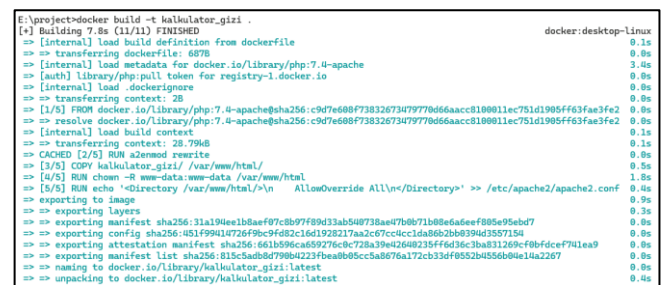 E:\project>docker build -t kalkulator_gizi .
[+] Building 7.8s (11/11) FINISHED docker:desktop-linux
=> [internal] load build definition from dockerfile 0.1s
=> => transferring dockerfile: 687B 0.0s
=> [internal] load metadata for docker.io/library/php:7.4-apache 3.4s
=> [auth] library/php:pull token for registry-1.docker.io 0.0s
=> [internal] load .dockerignore 0.0s
=> => transferring context: 2B 0.0s
=> [1/5] FROM docker.io/library/php:7.4-apache@sha256:c9d7e608f73832673479770d66aacc8100011ec751d1905ff63fae3fe2 0.0s
=> => resolve docker.io/library/php:7.4-apache@sha256:c9d7e608f73832673479770d66aacc8100011ec751d1905ff63fae3fe2 0.0s
=> [internal] load build context 0.1s
=> => transferring context: 28.79kB 0.1s
=> CACHED [2/5] RUN a2enmod rewrite 0.0s
=> [3/5] COPY kalkulator_gizi/ /var/www/html/ 0.5s
=> [4/5] RUN chown -R www-data:www-data /var/www/html 1.8s
=> [5/5] RUN echo '<Directory /var/www/html/>\n    AllowOverride All\n</Directory>' >> /etc/apache2/apache2.conf 0.4s
=> exporting to image 0.9s
=> => exporting layers 0.3s
=> => exporting manifest sha256:31a194ee1b8aef07c8b97f89d33ab540738ae47b0b71b08e6a6eef805e95ebd7 0.0s
=> => exporting config sha256:451f99414726f9bc9fd82c16d1928217aa2c67cc4cc1da86b2bb0394d3557154 0.0s
=> => exporting attestation manifest sha256:661b596ca659276c0c728a39e42640235ff6d36c3ba831269cf0bfdcef741ea9 0.0s
=> => exporting manifest list sha256:815c5adb8d790b4223fbea0b05cc5a8676a172cb33df0552b4556b04e14a2267 0.0s
=> => naming to docker.io/library/kalkulator_gizi:latest 0.0s
=> => unpacking to docker.io/library/kalkulator_gizi:latest 0.4s